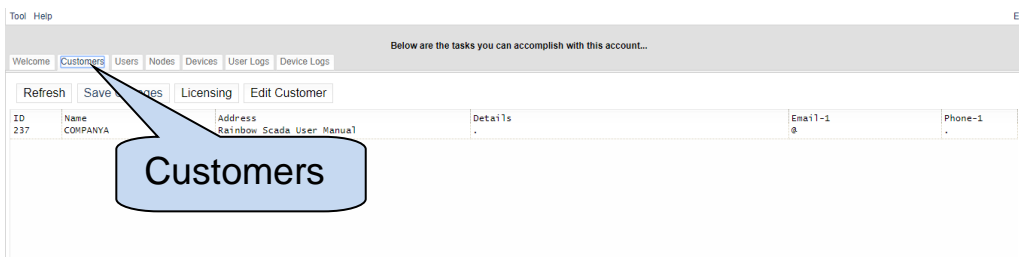 Tool Help E
Below are the tasks you can accomplish with this account...
Welcome Customers Users Nodes Devices User Logs Device Logs
Refresh Save Changes Licensing Edit Customer
ID Name Address Details Email-1 Phone-1
237 COMPANYA Rainbow Scada User Manual . @ .
Customers